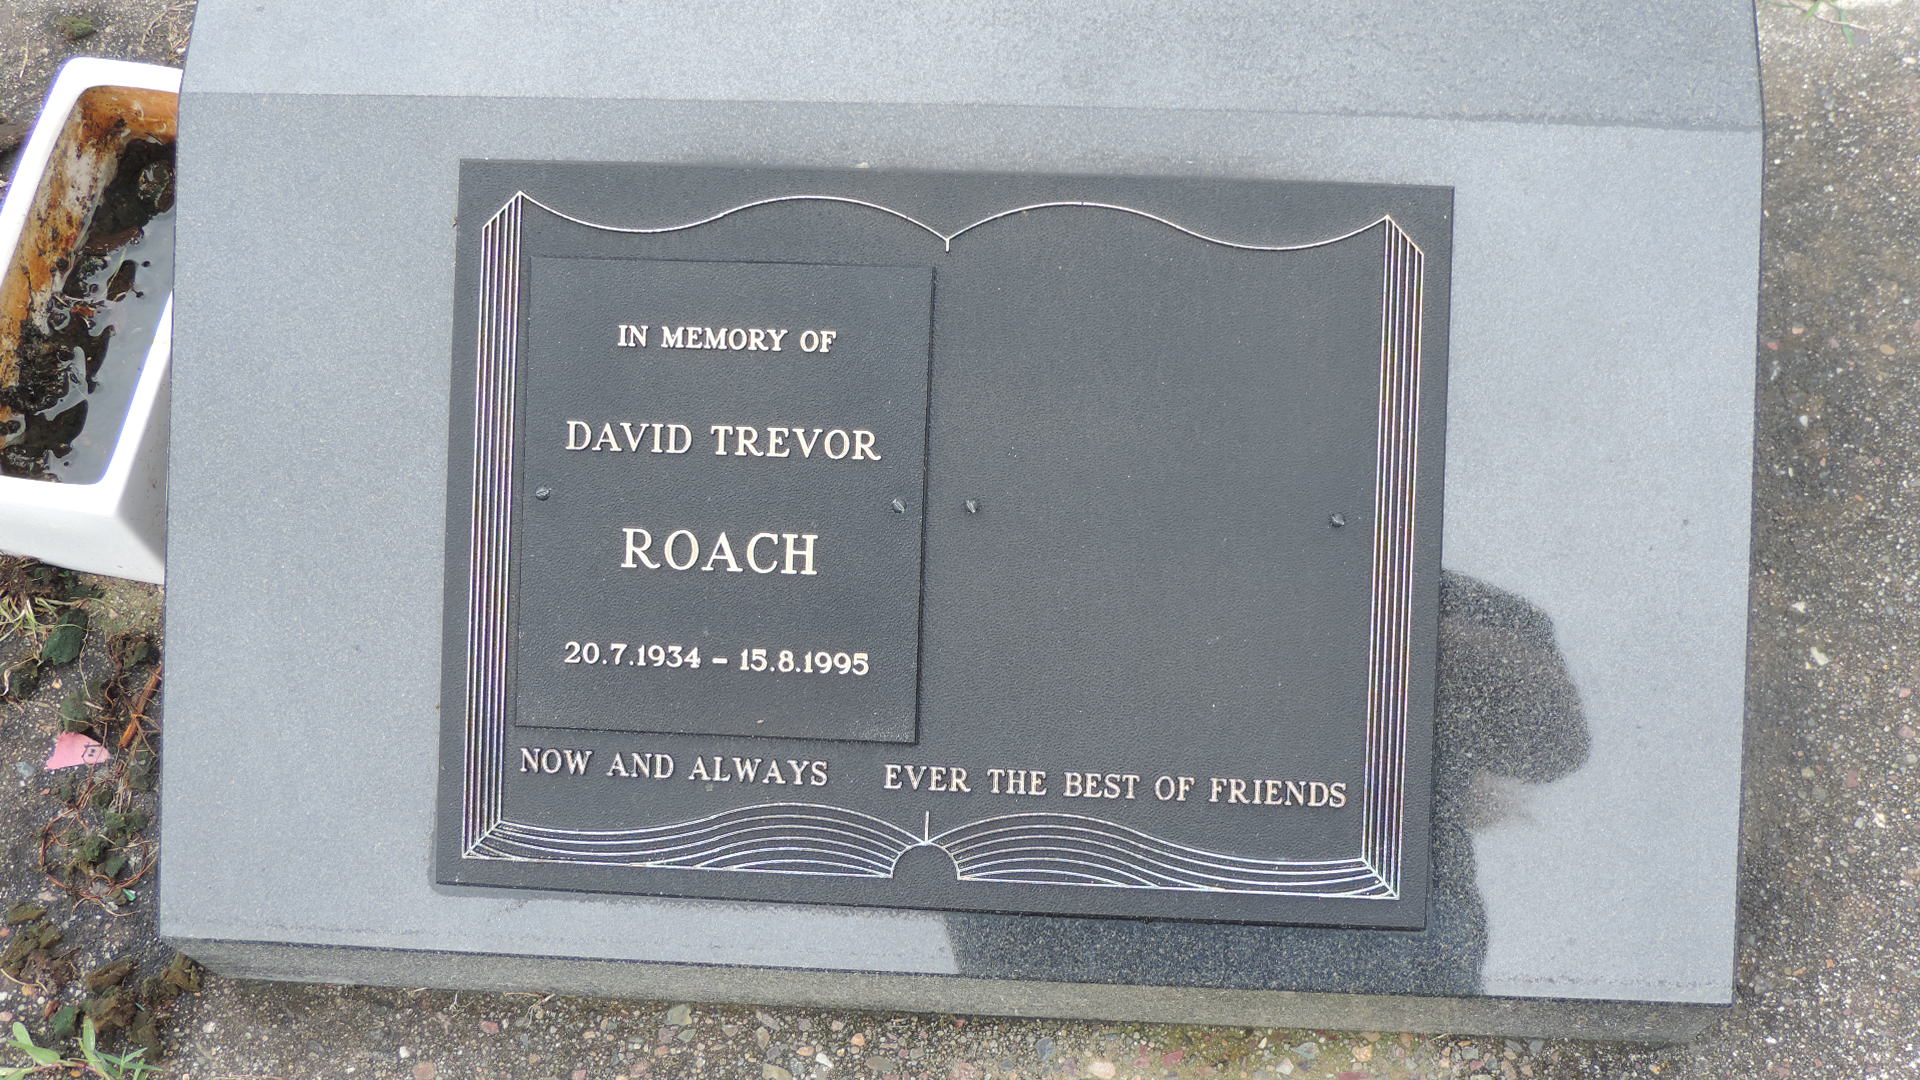 IN MEMORY OF
DAVID TREVOR
ROACH
20.7.1934 – 15.8.1995
NOW AND ALWAYS EVER THE BEST OF FRIENDS